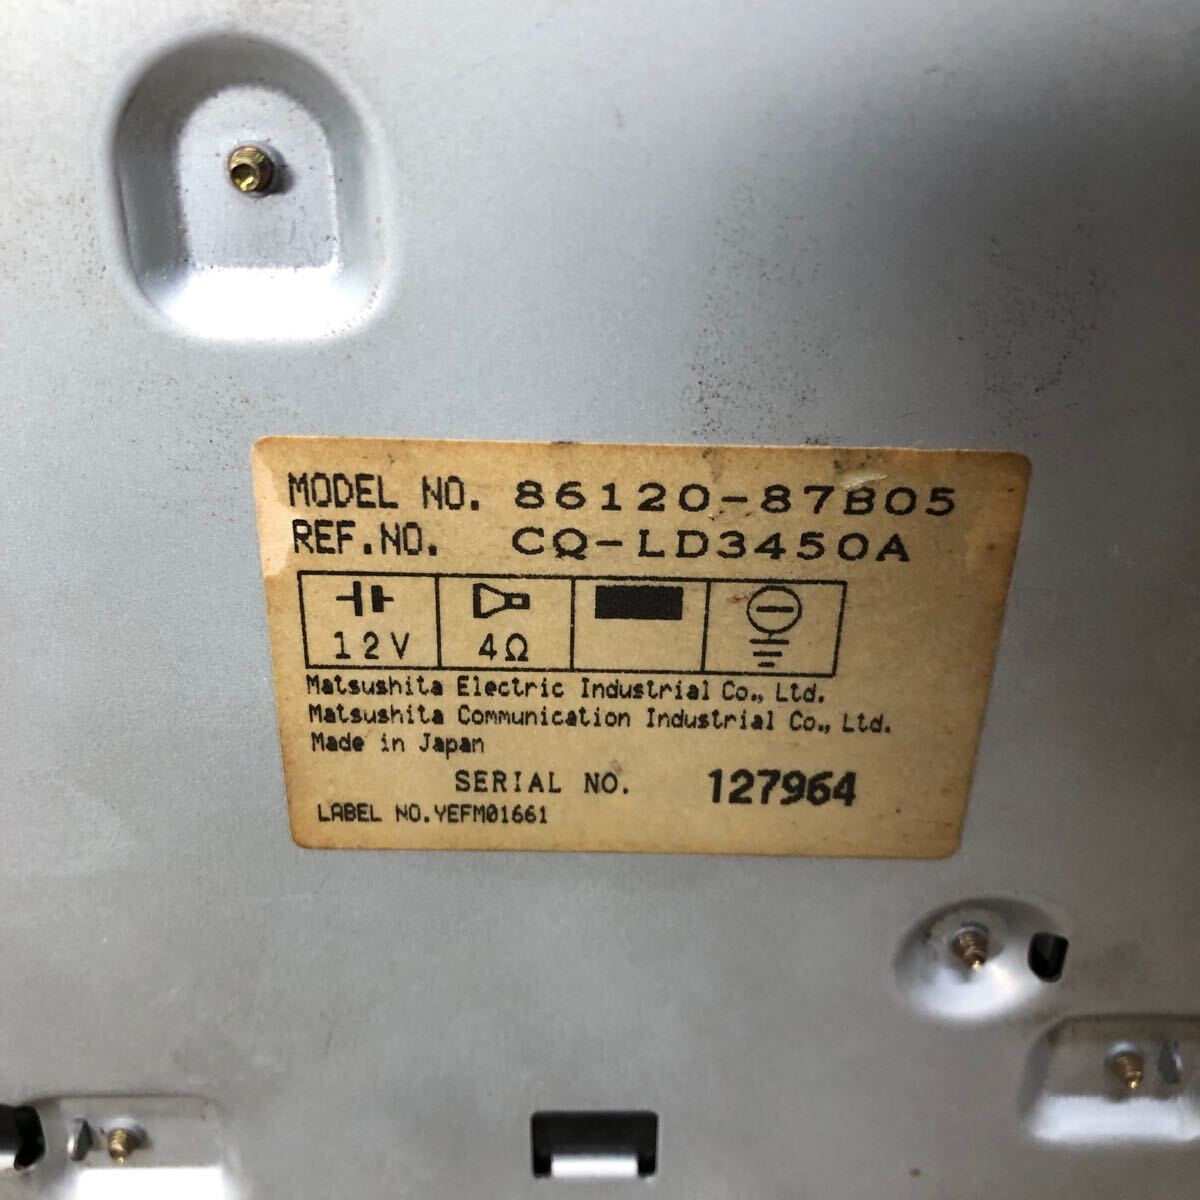 MODEL NO. 86120-87B05
REF.NO. CQ-LD3450A
12V 4Ω
Matsushita Electric Industrial Co., Ltd.
Matsushita Communication Industrial Co., Ltd.
Made in Japan
SERIAL NO. 127964
LABEL NO.YEFM01661